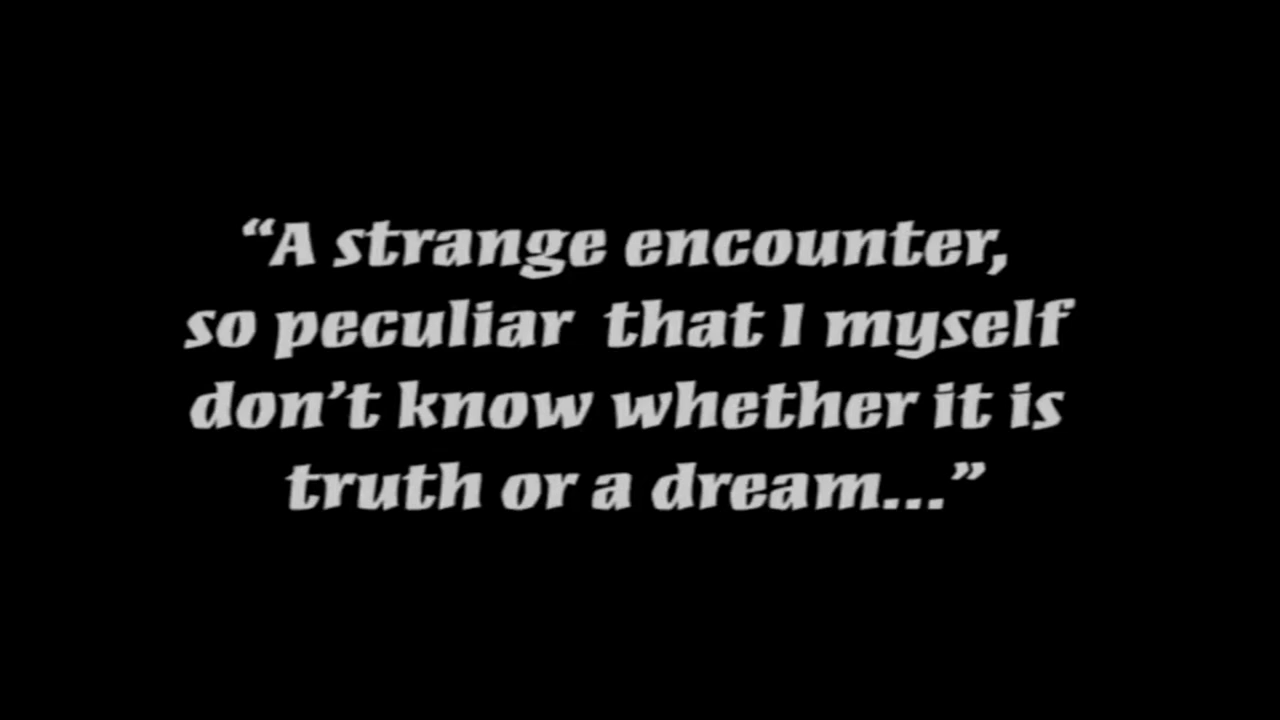 “A strange encounter,
so peculiar  that I myself
don’t know whether it is
truth or a dream...”